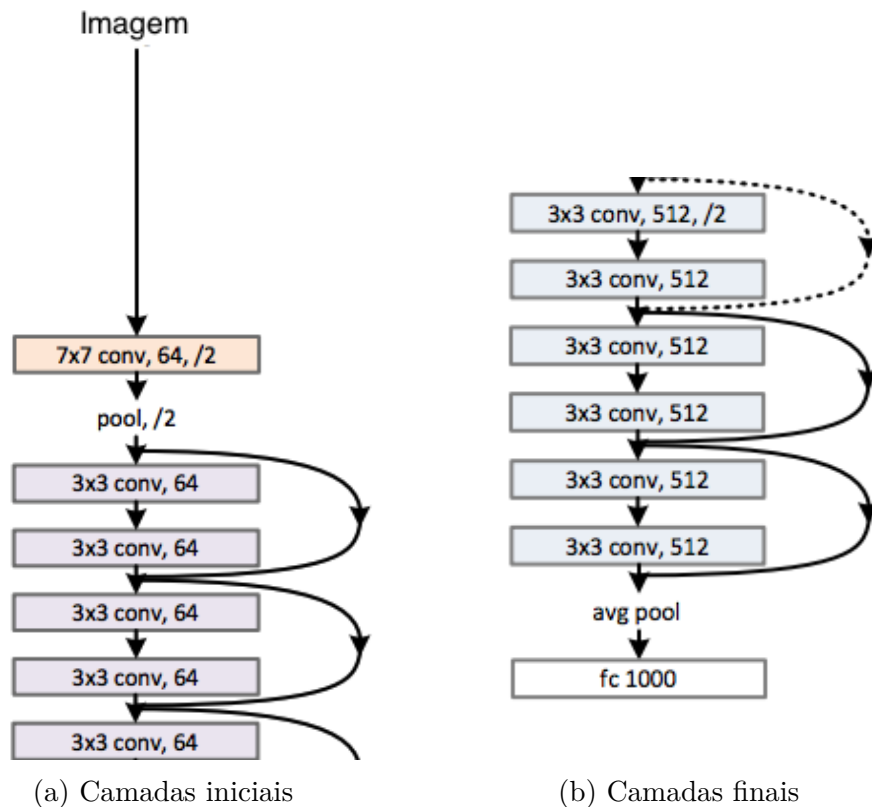 Imagem
7x7 conv, 64, /2
pool, /2
3x3 conv, 64
3x3 conv, 64
3x3 conv, 64
3x3 conv, 64
3x3 conv, 64
(a) Camadas iniciais
3x3 conv, 512, /2
3x3 conv, 512
3x3 conv, 512
3x3 conv, 512
3x3 conv, 512
3x3 conv, 512
avg pool
fc 1000
(b) Camadas finais